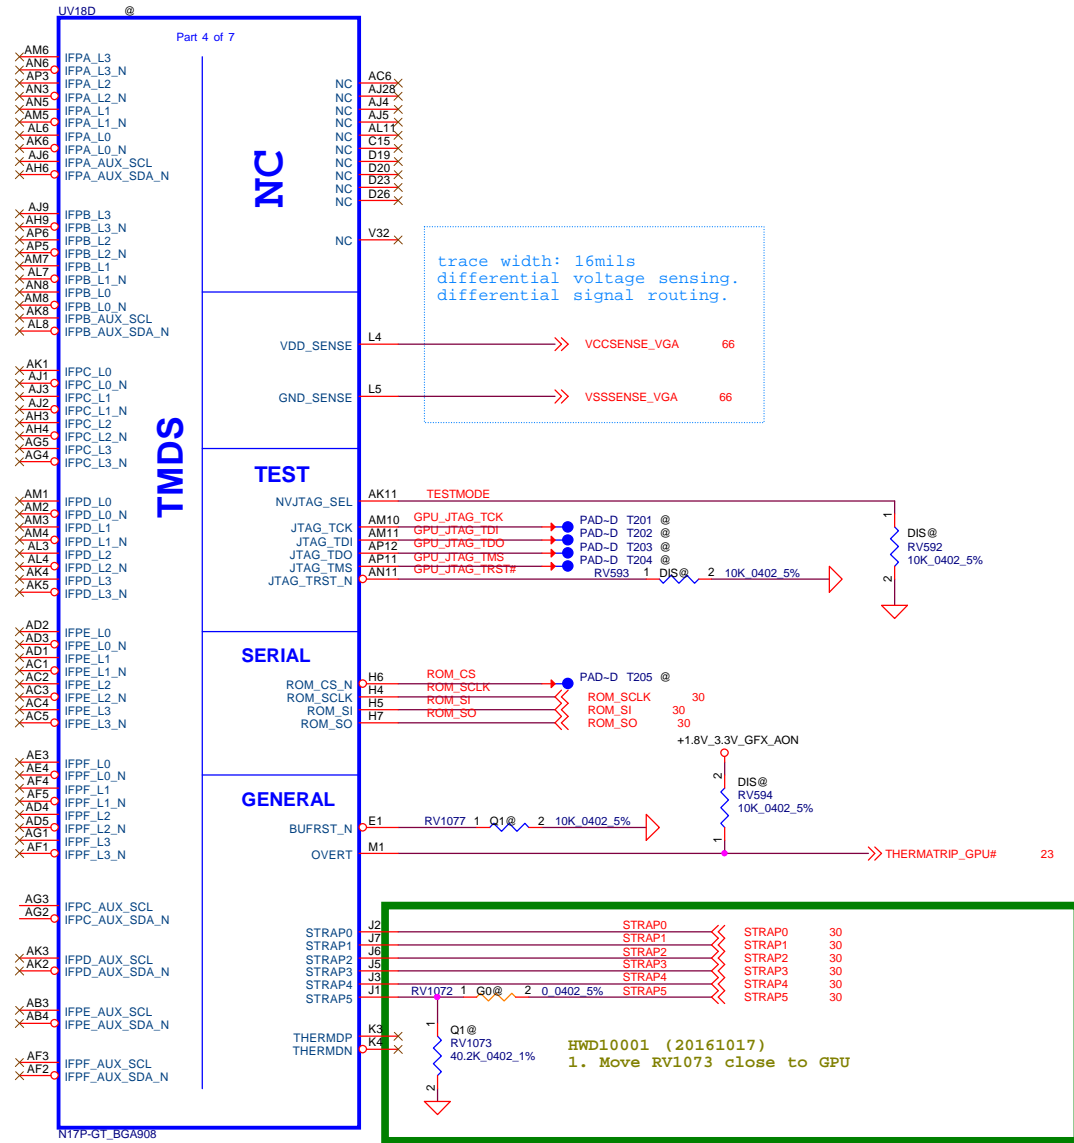 UV18D @
Part 4 of 7
AM6 IFPA_L3
AN6 IFPA_L3_N
AP3 IFPA_L2
AN3 IFPA_L2_N
AN5 IFPA_L1
AM5 IFPA_L1_N
AL6 IFPA_L0
AK6 IFPA_L0_N
AJ6 IFPA_AUX_SCL
AH6 IFPA_AUX_SDA_N
AJ9 IFPB_L3
AH9 IFPB_L3_N
AP6 IFPB_L2
AP5 IFPB_L2_N
AM7 IFPB_L1
AL7 IFPB_L1_N
AN8 IFPB_L0
AM8 IFPB_L0_N
AK8 IFPB_AUX_SCL
AL8 IFPB_AUX_SDA_N
AK1 IFPC_L0
AJ1 IFPC_L0_N
AJ3 IFPC_L1
AJ2 IFPC_L1_N
AH3 IFPC_L2
AH4 IFPC_L2_N
AG5 IFPC_L3
AG4 IFPC_L3_N
AM1 IFPD_L0
AM2 IFPD_L0_N
AM3 IFPD_L1
AM4 IFPD_L1_N
AL3 IFPD_L2
AL4 IFPD_L2_N
AK4 IFPD_L3
AK5 IFPD_L3_N
AD2 IFPE_L0
AD3 IFPE_L0_N
AD1 IFPE_L1
AC1 IFPE_L1_N
AC2 IFPE_L2
AC3 IFPE_L2_N
AC4 IFPE_L3
AC5 IFPE_L3_N
AE3 IFPF_L0
AE4 IFPF_L0_N
AF4 IFPF_L1
AF5 IFPF_L1_N
AD4 IFPF_L2
AD5 IFPF_L2_N
AG1 IFPF_L3
AF1 IFPF_L3_N
AG3 IFPC_AUX_SCL
AG2 IFPC_AUX_SDA_N
AK3 IFPD_AUX_SCL
AK2 IFPD_AUX_SDA_N
AB3 IFPE_AUX_SCL
AB4 IFPE_AUX_SDA_N
AF3 IFPF_AUX_SCL
AF2 IFPF_AUX_SDA_N
TMDS
NC
NC AC6
NC AJ28
NC AJ4
NC AJ5
NC AL11
NC C15
NC D19
NC D20
NC D23
NC D26
NC V32
trace width: 16mils
differential voltage sensing.
differential signal routing.
VDD_SENSE L4 VCCSENSE_VGA 66
GND_SENSE L5 VSSSENSE_VGA 66
TEST
NVJTAG_SEL AK11 TESTMODE
JTAG_TCK AM10 GPU_JTAG_TCK PAD~D T201 @
JTAG_TDI AM11 GPU_JTAG_TDI PAD~D T202 @
JTAG_TDO AP12 GPU_JTAG_TDO PAD~D T203 @
JTAG_TMS AP11 GPU_JTAG_TMS PAD~D T204 @
JTAG_TRST_N AN11 GPU_JTAG_TRST# RV593 1 DIS@ 2 10K_0402_5%
1
DIS@
RV592
10K_0402_5%
2
SERIAL
ROM_CS_N H6 ROM_CS PAD~D T205 @
ROM_SCLK H4 ROM_SCLK ROM_SCLK 30
ROM_SI H5 ROM_SI ROM_SI 30
ROM_SO H7 ROM_SO ROM_SO 30
+1.8V_3.3V_GFX_AON
2
DIS@
RV594
10K_0402_5%
1
GENERAL
BUFRST_N E1 RV1077 1 Q1@ 2 10K_0402_5%
OVERT M1 THERMATRIP_GPU# 23
STRAP0 J2 STRAP0 STRAP0 30
STRAP1 J7 STRAP1 STRAP1 30
STRAP2 J6 STRAP2 STRAP2 30
STRAP3 J5 STRAP3 STRAP3 30
STRAP4 J3 STRAP4 STRAP4 30
STRAP5 J1 RV1072 1 G0@ 2 0_0402_5% STRAP5 STRAP5 30
THERMDP K3
THERMDN K4
1
Q1@
RV1073
40.2K_0402_1%
2
HWD10001 (20161017)
1. Move RV1073 close to GPU
N17P-GT_BGA908